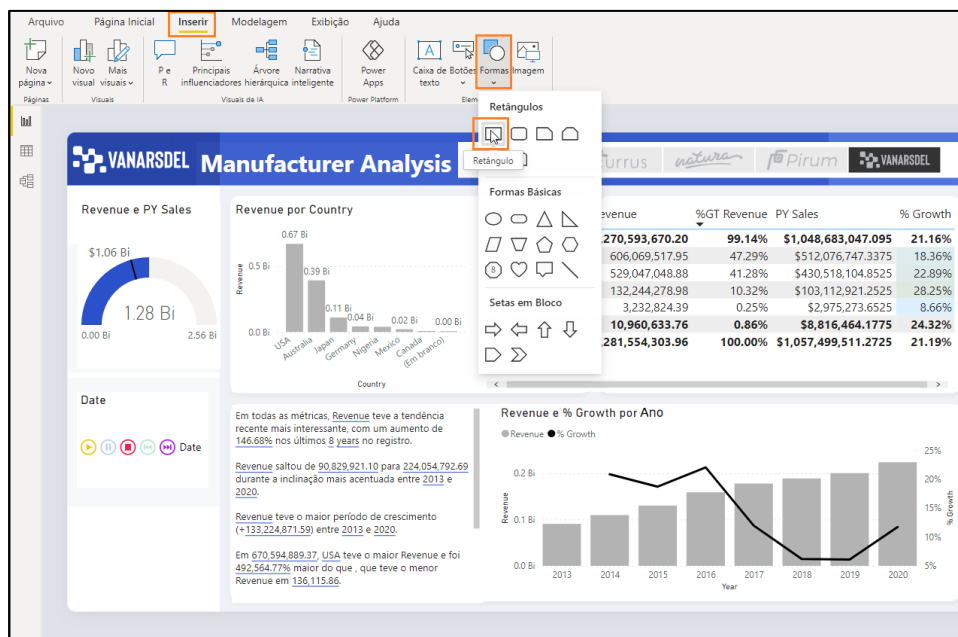 Arquivo Página Inicial Inserir Modelagem Exibição Ajuda
Nova página
Novo visual
Mais visuais
P e R
Principais influenciadores
Árvore hierárquica
Narrativa inteligente
Power Apps
Caixa de texto
Botões
Formas
Imagem
Páginas Visuais Visuais de IA Power Platform Elem
Retângulos
Retângulo
Formas Básicas
8
Setas em Bloco
VANARSDEL Manufacturer Analysis
natura Pirum VANARSDEL
Revenue e PY Sales
$1.06 Bi
1.28 Bi
0.00 Bi 2.56 Bi
Revenue por Country
Revenue
0.5 Bi
0.0 Bi
0.67 Bi
0.39 Bi
0.11 Bi
0.04 Bi
0.02 Bi
0.00 Bi
USA
Australia
Japan
Germany
Nigeria
Mexico
Canada
(Em branco)
Country
evenue %GT Revenue PY Sales % Growth
,270,593,670.20 99.14% $1,048,683,047.095 21.16%
606,069,517.95 47.29% $512,076,747.3375 18.36%
529,047,048.88 41.28% $430,518,104.8525 22.89%
132,244,278.98 10.32% $103,112,921.2525 28.25%
3,232,824.39 0.25% $2,975,273.6525 8.66%
10,960,633.76 0.86% $8,816,464.1775 24.32%
,281,554,303.96 100.00% $1,057,499,511.2725 21.19%
Date
Date
Em todas as métricas, Revenue teve a tendência
recente mais interessante, com um aumento de
146.68% nos últimos 8 years no registro.
Revenue saltou de 90,829,921.10 para 224,054,792.69
durante a inclinação mais acentuada entre 2013 e
2020.
Revenue teve o maior período de crescimento
(+133,224,871.59) entre 2013 e 2020.
Em 670,594,889.37, USA teve o maior Revenue e foi
492,564.77% maior do que , que teve o menor
Revenue em 136,115.86.
Revenue e % Growth por Ano
Revenue % Growth
Revenue
0.2 Bi
0.1 Bi
0.0 Bi
25%
20%
15%
10%
5%
% Growth
2013 2014 2015 2016 2017 2018 2019 2020
Year